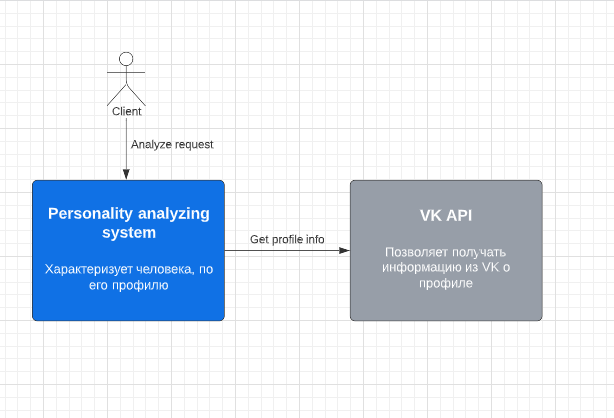 Client
Analyze request
Personality analyzing
system
Характеризует человека, по
его профилю
Get profile info
VK API
Позволяет получать
информацию из VK о
профиле